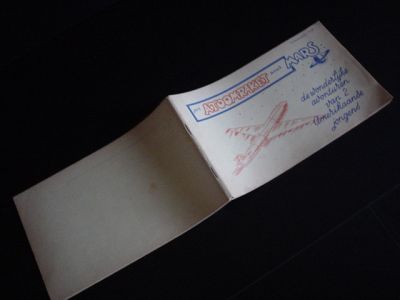 ATOOMRAKET
MARS
de wonderlijke
avonturen
van 2
Amerikaanse
jongens